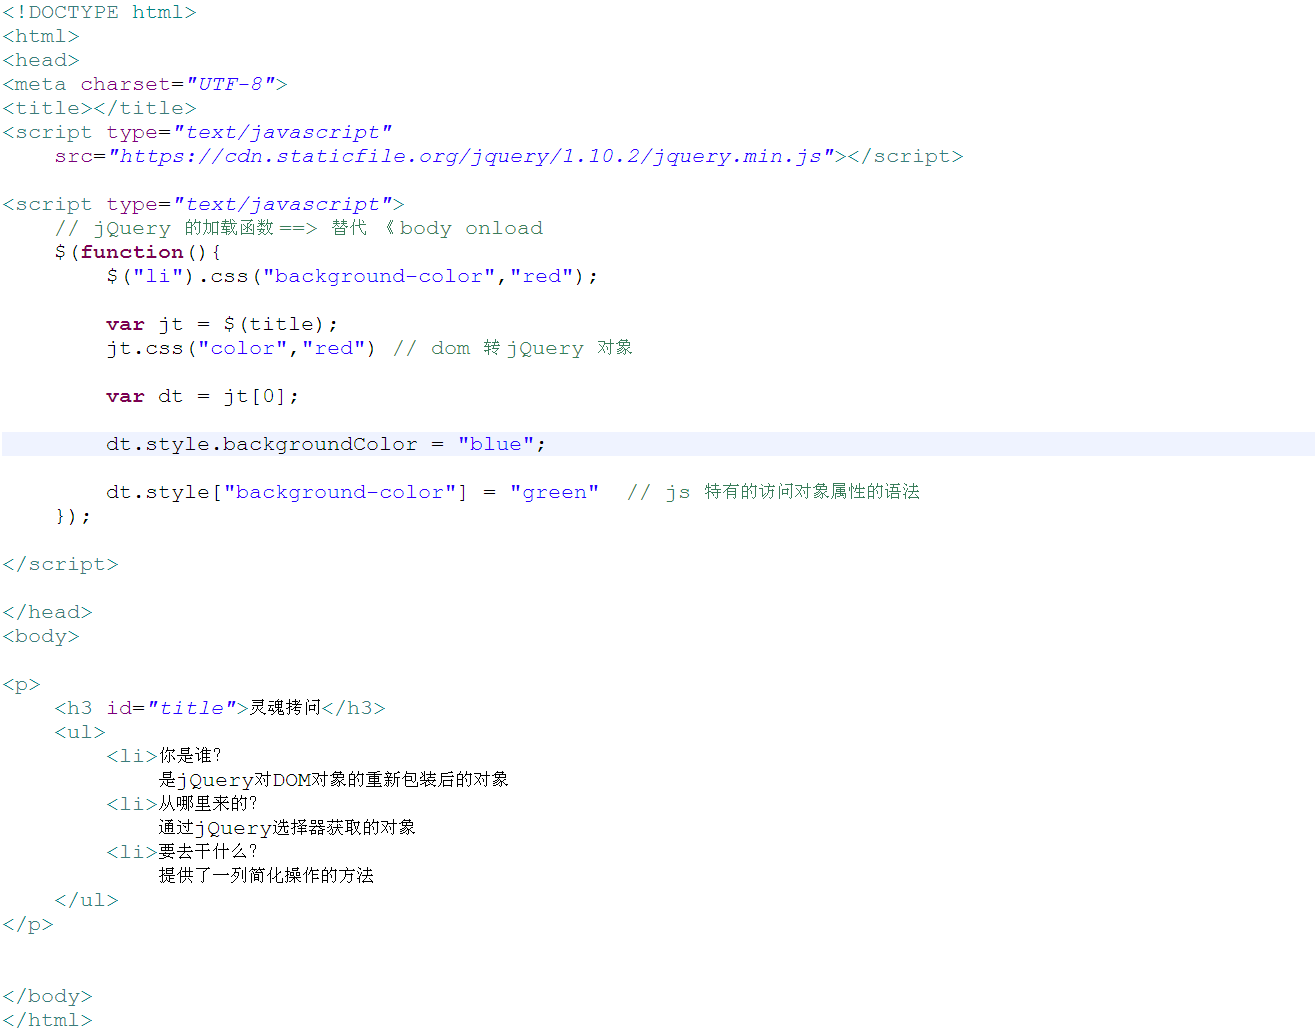 <!DOCTYPE html>
<html>
<head>
<meta charset="UTF-8">
<title></title>
<script type="text/javascript"
    src="https://cdn.staticfile.org/jquery/1.10.2/jquery.min.js"></script>
<script type="text/javascript">
    // jQuery 的加载函数 ==> 替代 《 body onload
    $(function(){
        $("li").css("background-color","red");
        var jt = $(title);
        jt.css("color","red") // dom 转 jQuery 对象
        var dt = jt[0];
        dt.style.backgroundColor = "blue";
        dt.style["background-color"] = "green"  // js 特有的访问对象属性的语法
    });
</script>
</head>
<body>
<p>
    <h3 id="title">灵魂拷问</h3>
    <ul>
        <li>你是谁?
            是jQuery对DOM对象的重新包装后的对象
        <li>从哪里来的?
            通过jQuery选择器获取的对象
        <li>要去干什么?
            提供了一列简化操作的方法
    </ul>
</p>
</body>
</html>